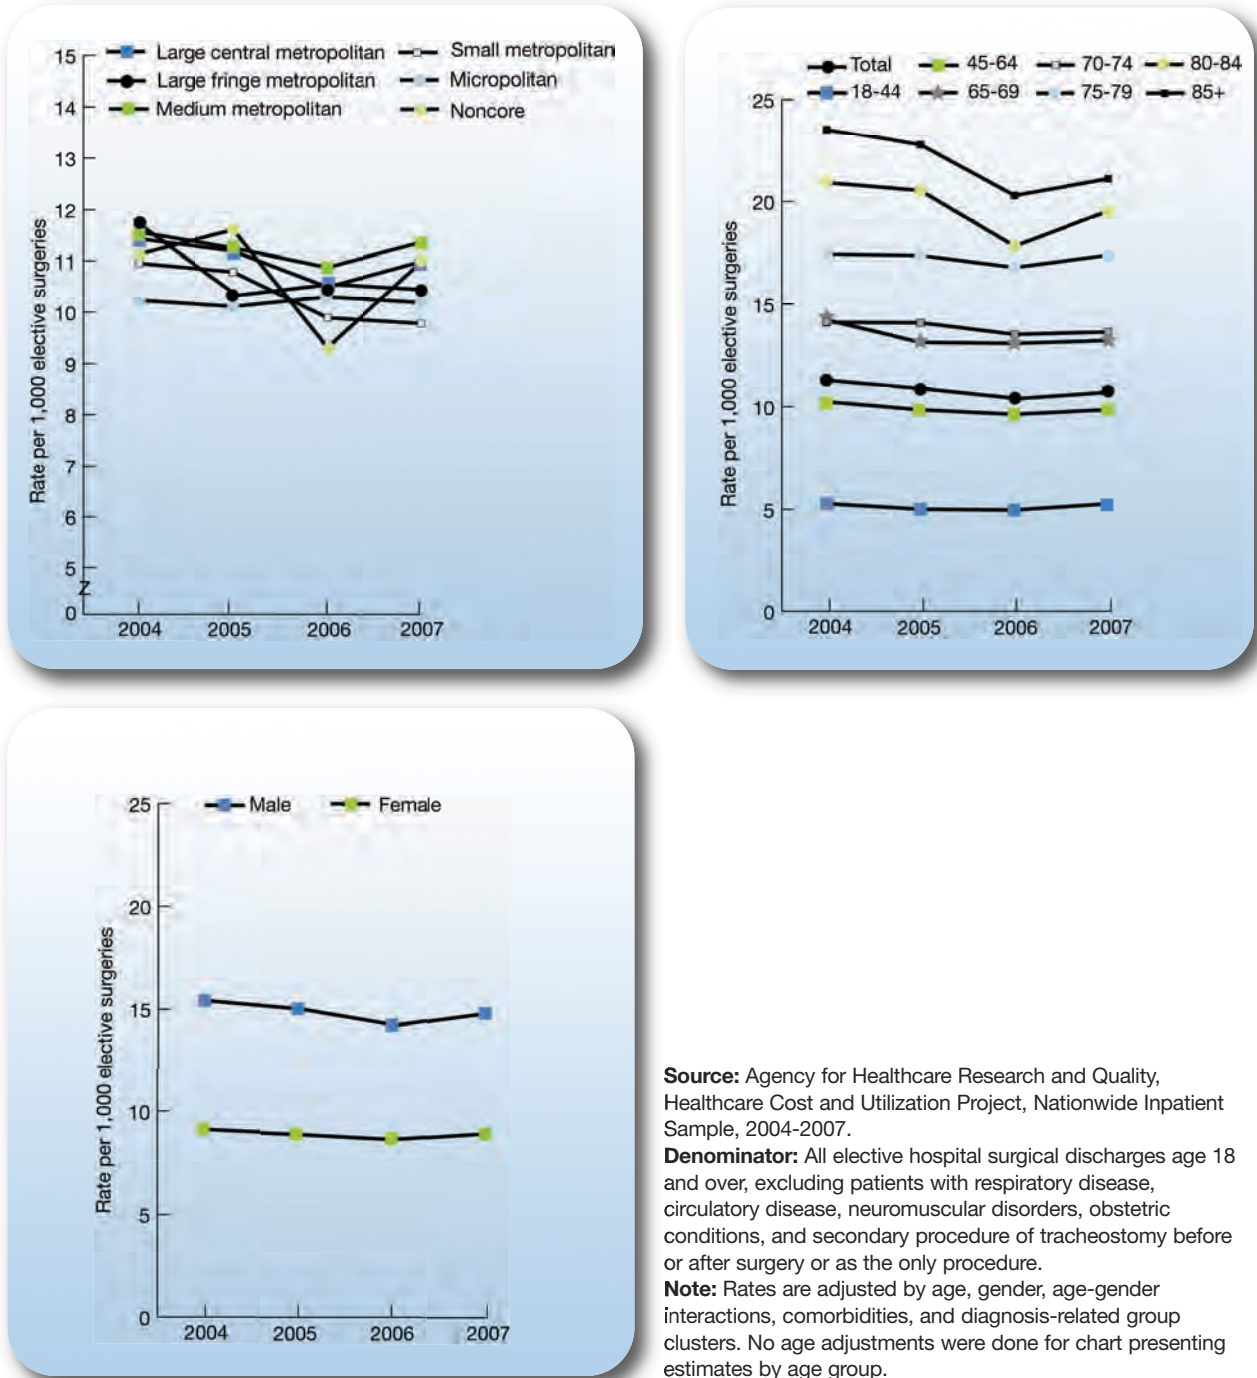 Large central metropolitan
Large fringe metropolitan
Medium metropolitan
Small metropolitan
Micropolitan
Noncore
Rate per 1,000 elective surgeries
15
14
13
12
11
10
9
8
7
6
5
Z
0
2004 2005 2006 2007
Total 45-64 70-74 80-84
18-44 65-69 75-79 85+
Rate per 1,000 elective surgeries
25
20
15
10
5
0
2004 2005 2006 2007
Male Female
Rate per 1,000 elective surgeries
25
20
15
10
5
0
2004 2005 2006 2007
Source: Agency for Healthcare Research and Quality,
Healthcare Cost and Utilization Project, Nationwide Inpatient
Sample, 2004-2007.
Denominator: All elective hospital surgical discharges age 18
and over, excluding patients with respiratory disease,
circulatory disease, neuromuscular disorders, obstetric
conditions, and secondary procedure of tracheostomy before
or after surgery or as the only procedure.
Note: Rates are adjusted by age, gender, age-gender
interactions, comorbidities, and diagnosis-related group
clusters. No age adjustments were done for chart presenting
estimates by age group.